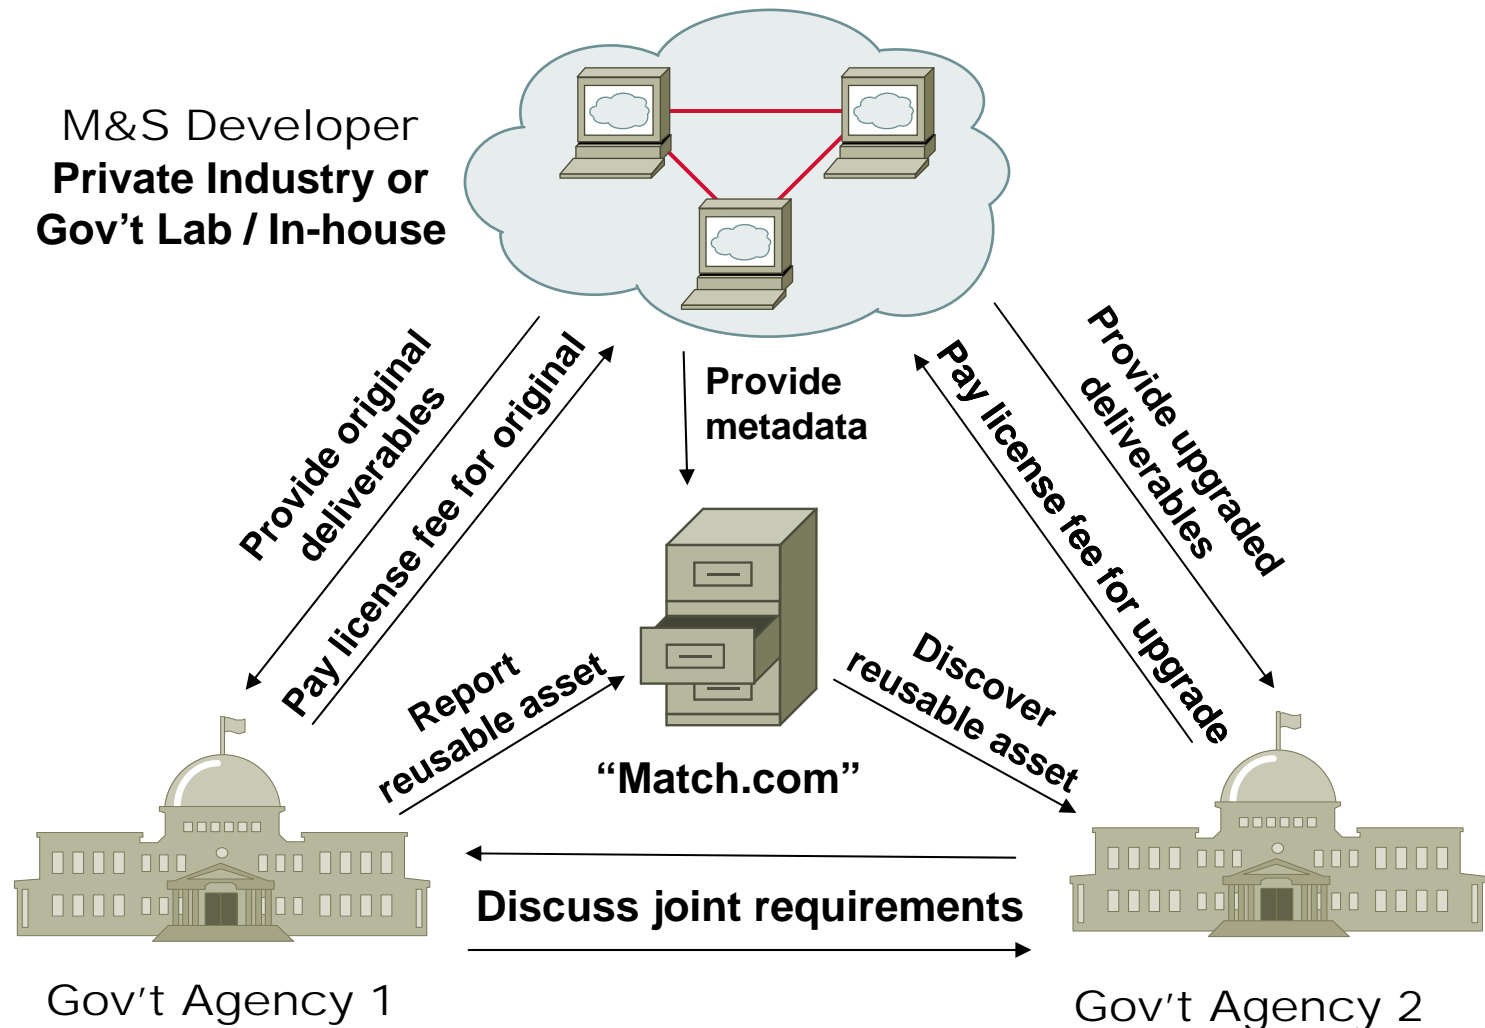 M&S Developer
Private Industry or
Gov’t Lab / In-house
Provide original
deliverables
Pay license fee for original
Provide
metadata
Provide upgraded
deliverables
Pay license fee for upgrade
Report
reusable asset
Discover
reusable asset
“Match.com”
Discuss joint requirements
Gov't Agency 1
Gov't Agency 2